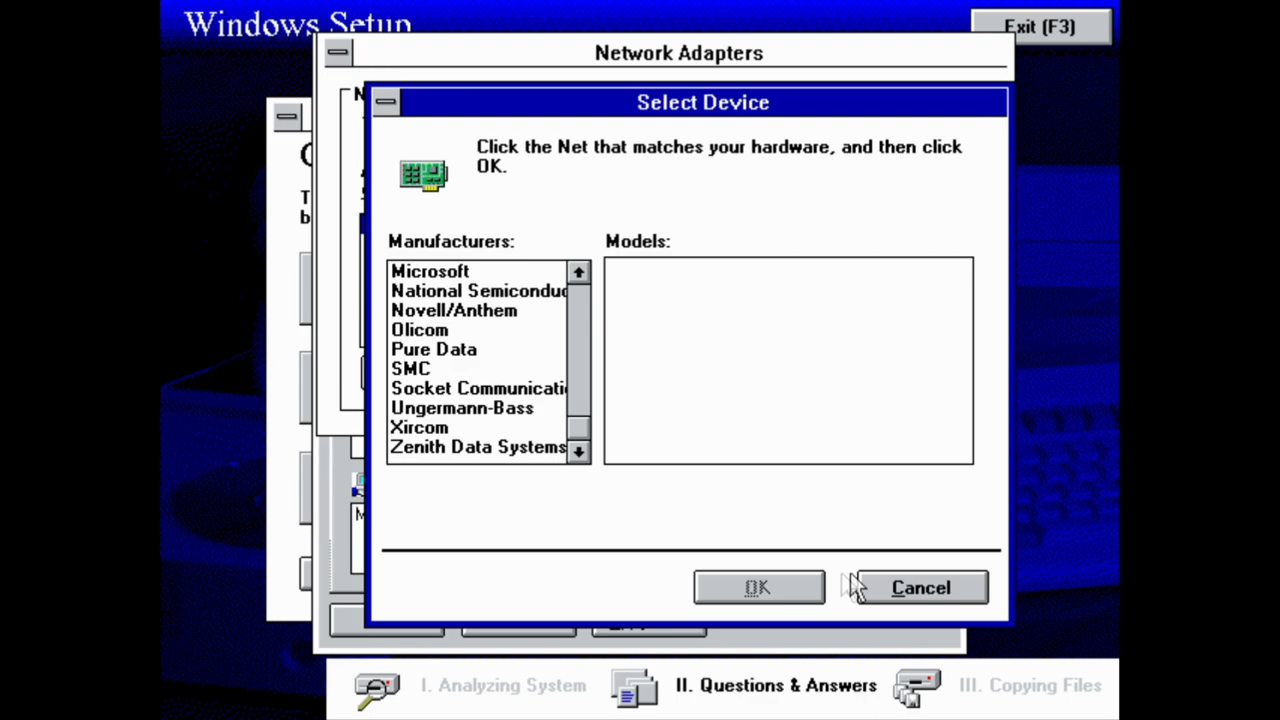 Windows Setup
Exit (F3)
Network Adapters
Select Device
Click the Net that matches your hardware, and then click
OK.
Manufacturers:
Models:
Microsoft
National Semiconduc
Novell/Anthem
Olicom
Pure Data
SMC
Socket Communicati
Ungermann-Bass
Xircom
Zenith Data Systems
OK
Cancel
I. Analyzing System
II. Questions & Answers
III. Copying Files